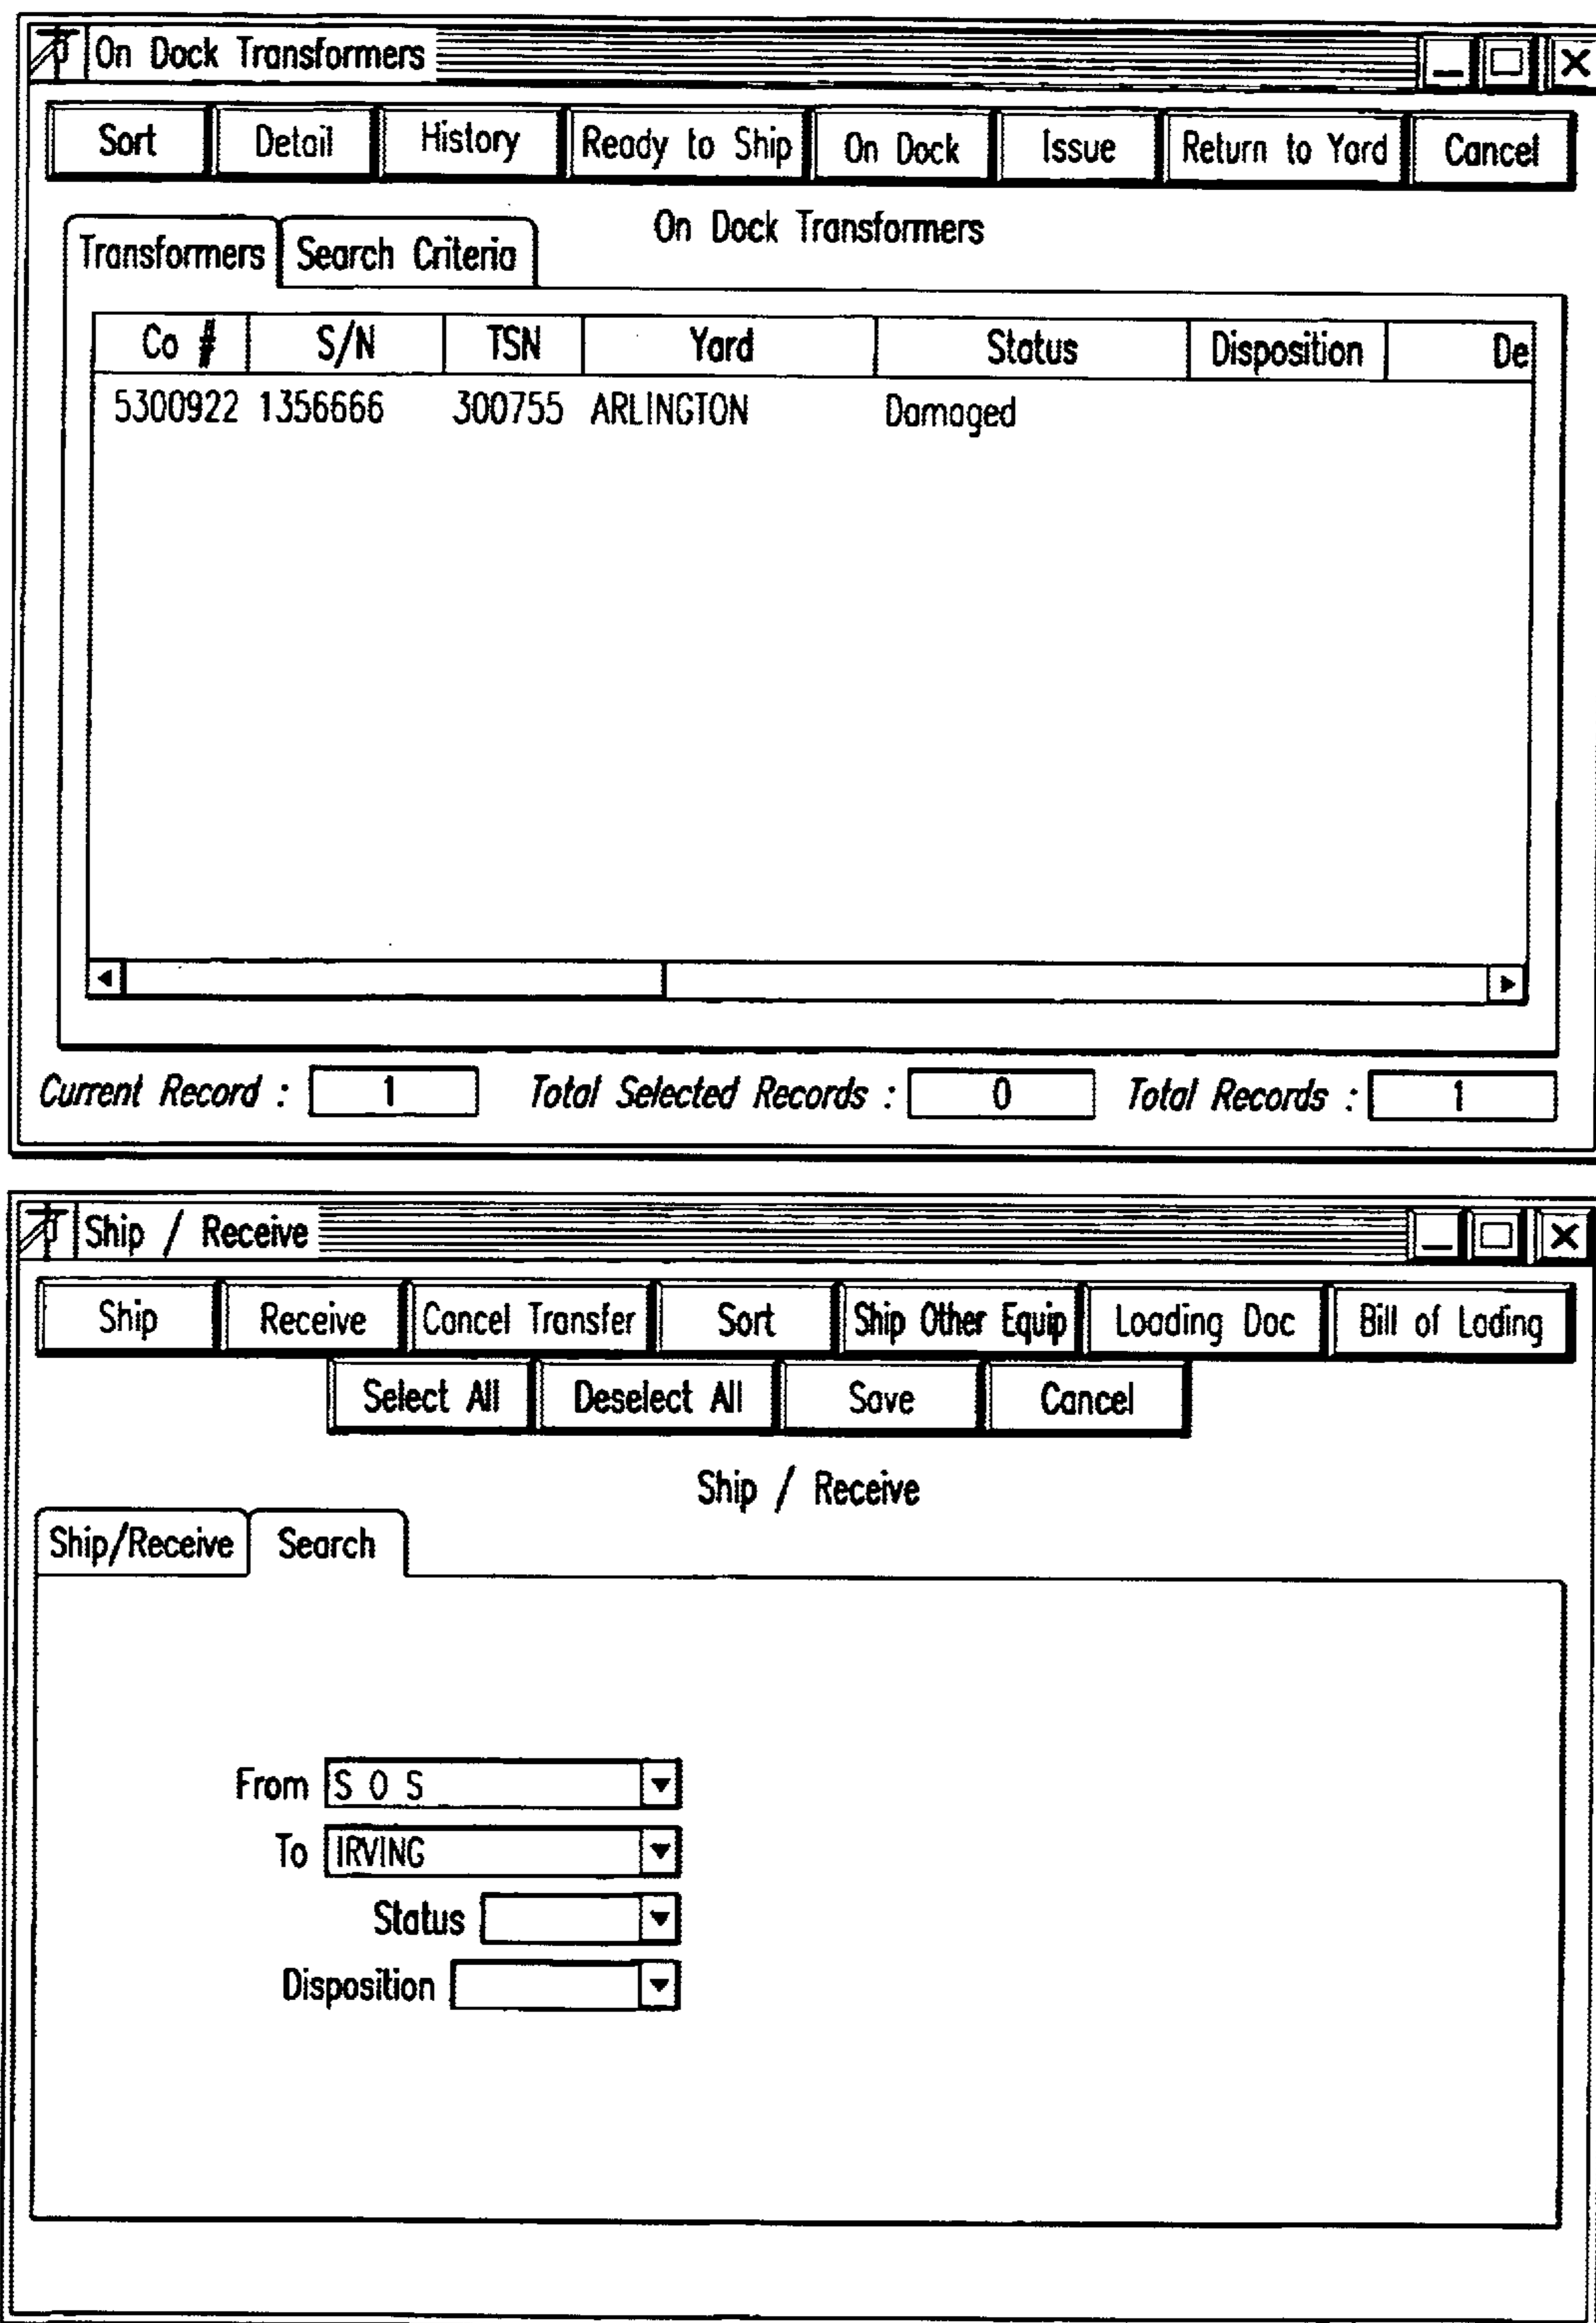 On Dock Transformers
Sort Detail History Ready to Ship On Dock Issue Return to Yard Cancel
On Dock Transformers
Transformers Search Criteria
Co # S/N TSN Yard Status Disposition De
5300922 1356666 300755 ARLINGTON Damaged
Current Record : 1 Total Selected Records : 0 Total Records : 1
Ship / Receive
Ship Receive Cancel Transfer Sort Ship Other Equip Loading Doc Bill of Lading
Select All Deselect All Save Cancel
Ship / Receive
Ship/Receive Search
From S O S
To IRVING
Status
Disposition